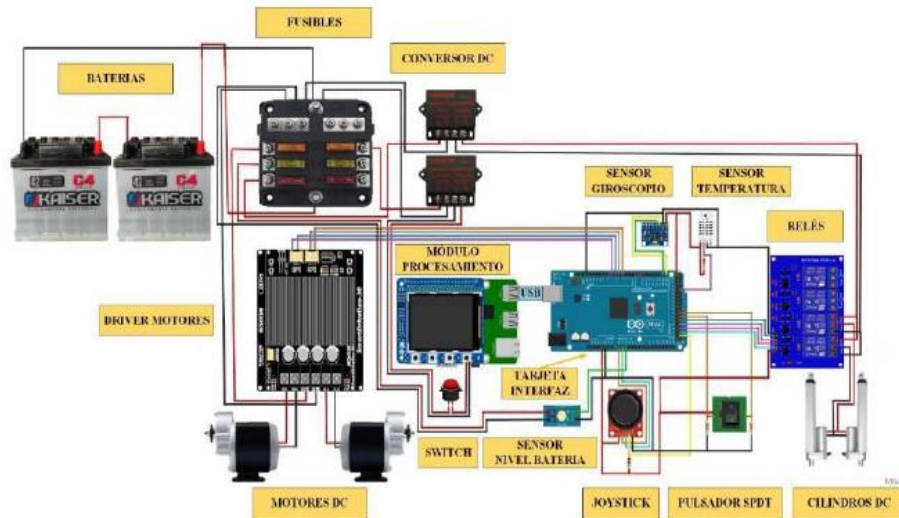 FUSIBLES
BATERIAS
CONVERSOR DC
SENSOR
GIROSCOPIO
SENSOR
TEMPERATURA
C4
KAISER
C4
KAISER
RELÉS
MÓDULO
PROCESAMIENTO
USB
DRIVER MOTORES
TARJETA
INTERFAZ
SWITCH
SENSOR
NIVEL BATERIA
MOTORES DC
JOYSTICK
PULSADOR SPDT
CILINDROS DC